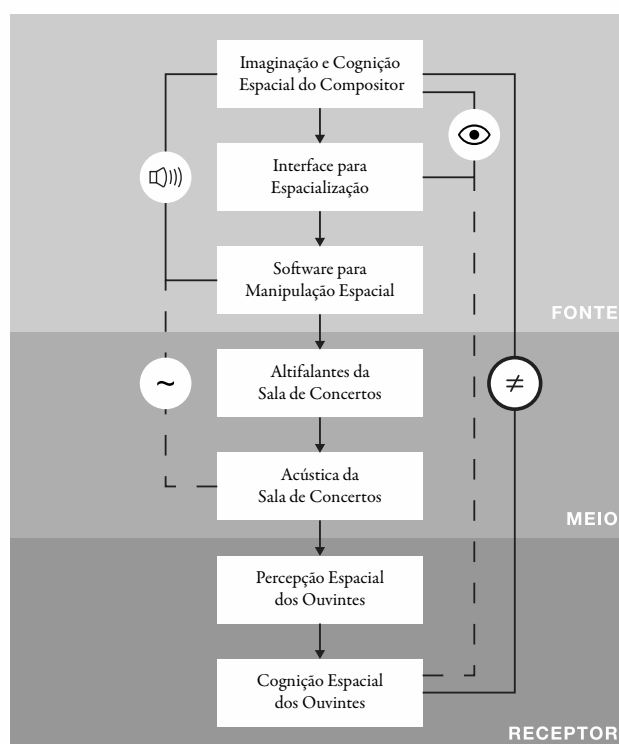 Imaginação e Cognição
Espacial do Compositor
Interface para
Espacialização
Software para
Manipulação Espacial
FONTE
Altifalantes da
Sala de Concertos
~
≠
Acústica da
Sala de Concertos
MEIO
Percepção Espacial
dos Ouvintes
Cognição Espacial
dos Ouvintes
RECEPTOR